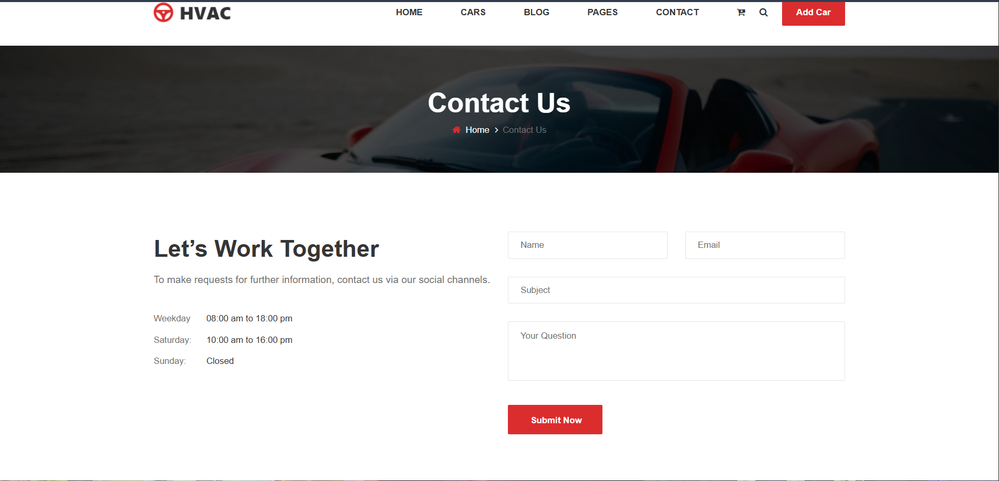 HVAC
HOME CARS BLOG PAGES CONTACT Add Car
Contact Us
Home Contact Us
Let’s Work Together
To make requests for further information, contact us via our social channels.
Weekday 08:00 am to 18:00 pm
Saturday: 10:00 am to 16:00 pm
Sunday: Closed
Name Email
Subject
Your Question
Submit Now